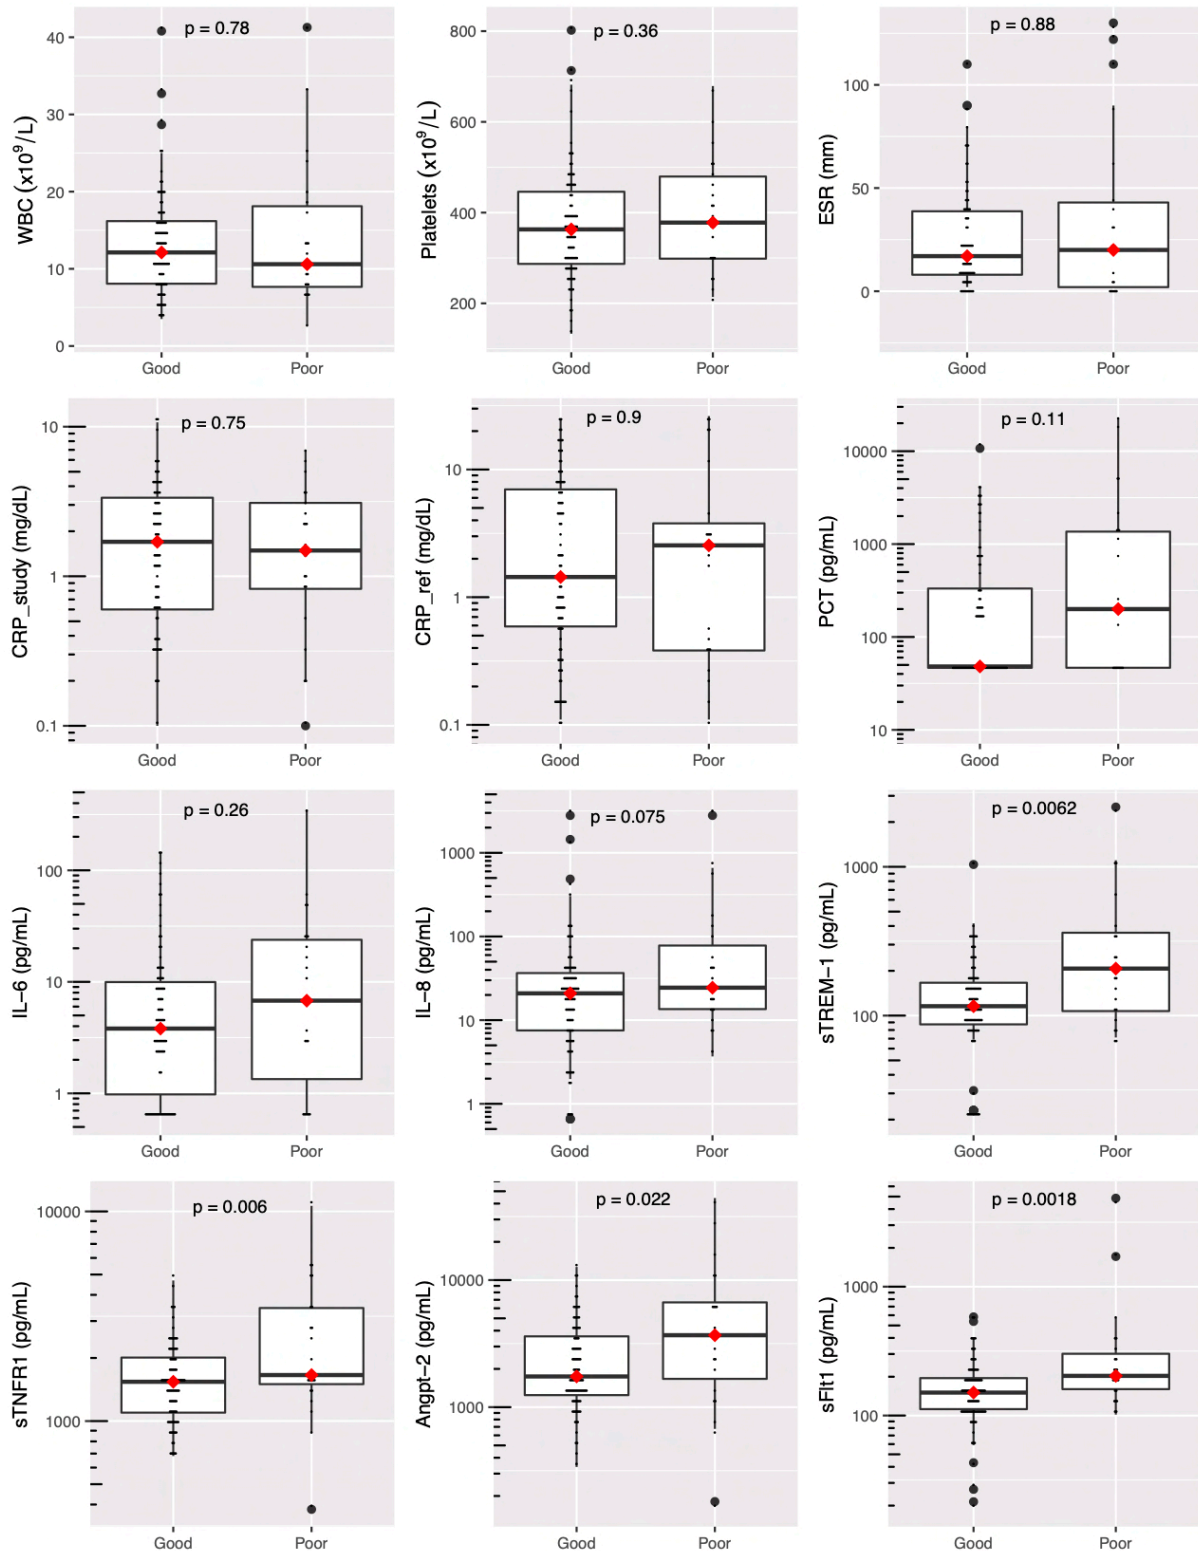 WBC (x10⁹/L)
p = 0.78
40
30
20
10
0
Good
Poor
Platelets (x10⁹/L)
p = 0.36
800
600
400
200
Good
Poor
ESR (mm)
p = 0.88
100
50
0
Good
Poor
CRP_study (mg/dL)
p = 0.75
10
1
0.1
Good
Poor
CRP_ref (mg/dL)
p = 0.9
10
1
0.1
Good
Poor
PCT (pg/mL)
p = 0.11
1000
1000
100
10
Good
Poor
IL−6 (pg/mL)
p = 0.26
100
10
1
Good
Poor
IL−8 (pg/mL)
p = 0.075
1000
100
10
1
Good
Poor
sTREM−1 (pg/mL)
p = 0.0062
1000
100
Good
Poor
sTNFR1 (pg/mL)
p = 0.006
10000
1000
Good
Poor
Angpt−2 (pg/mL)
p = 0.022
10000
1000
Good
Poor
sFlt1 (pg/mL)
p = 0.0018
1000
100
Good
Poor